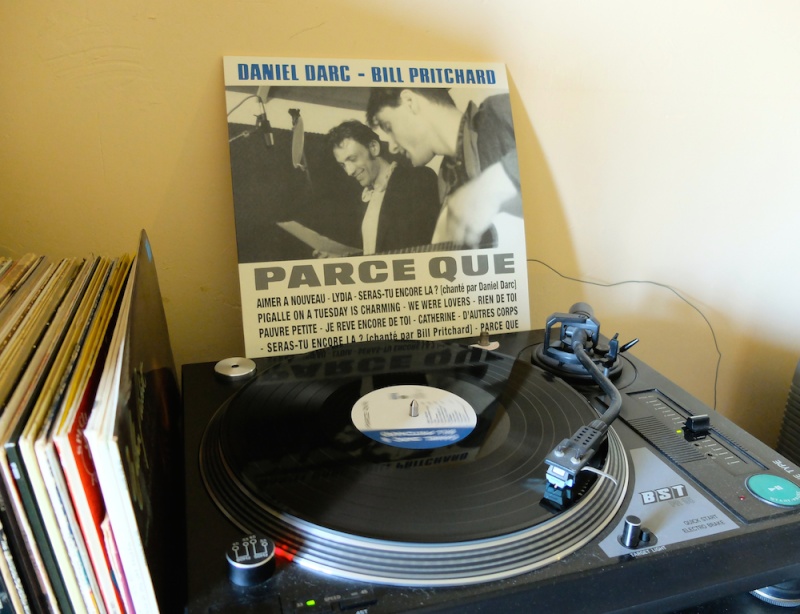 DANIEL DARC - BILL PRITCHARD
PARCE QUE
AIMER A NOUVEAU - LYDIA - SERAS-TU ENCORE LA ? (chanté par Daniel Darc)
PIGALLE ON A TUESDAY IS CHARMING - WE WERE LOVERS - RIEN DE TOI
PAUVRE PETITE - JE REVE ENCORE DE TOI - CATHERINE - D'AUTRES CORPS
- SERAS-TU ENCORE LA ? (chanté par Bill Pritchard) - PARCE QUE
BST
QUICK START
ELECTRO BRAKE
TARGET LIGHT